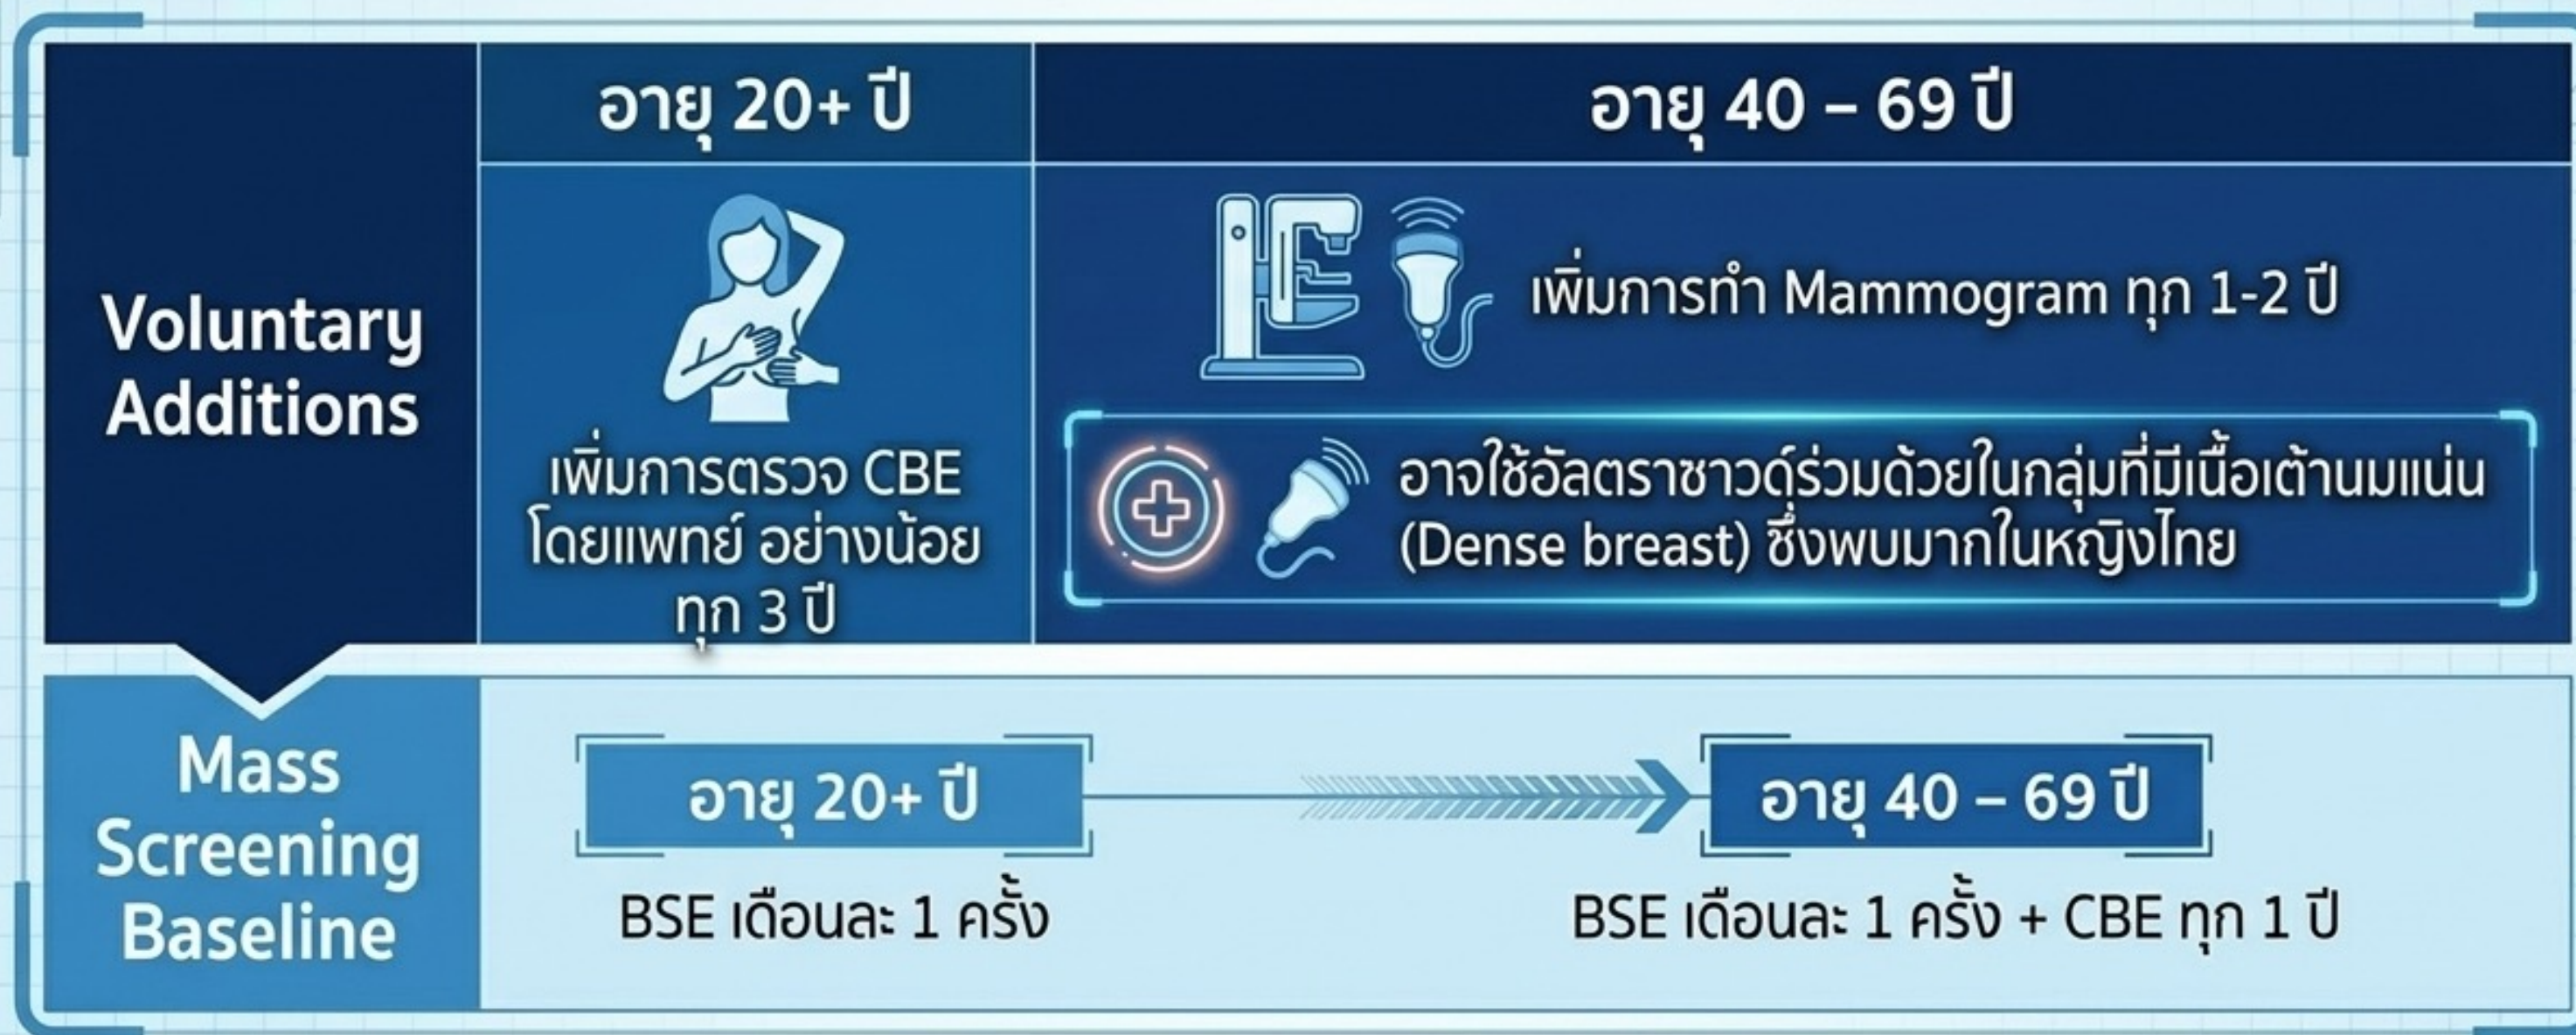 อายุ 20+ ปี
อายุ 40 – 69 ปี
Voluntary
Additions
เพิ่มการตรวจ CBE
โดยแพทย์ อย่างน้อย
ทุก 3 ปี
เพิ่มการทำ Mammogram ทุก 1-2 ปี
อาจใช้อัลตราซาวด์ร่วมด้วยในกลุ่มที่มีเนื้อเต้านมแน่น
(Dense breast) ซึ่งพบมากในหญิงไทย
Mass
Screening
Baseline
อายุ 20+ ปี
BSE เดือนละ 1 ครั้ง
อายุ 40 – 69 ปี
BSE เดือนละ 1 ครั้ง + CBE ทุก 1 ปี